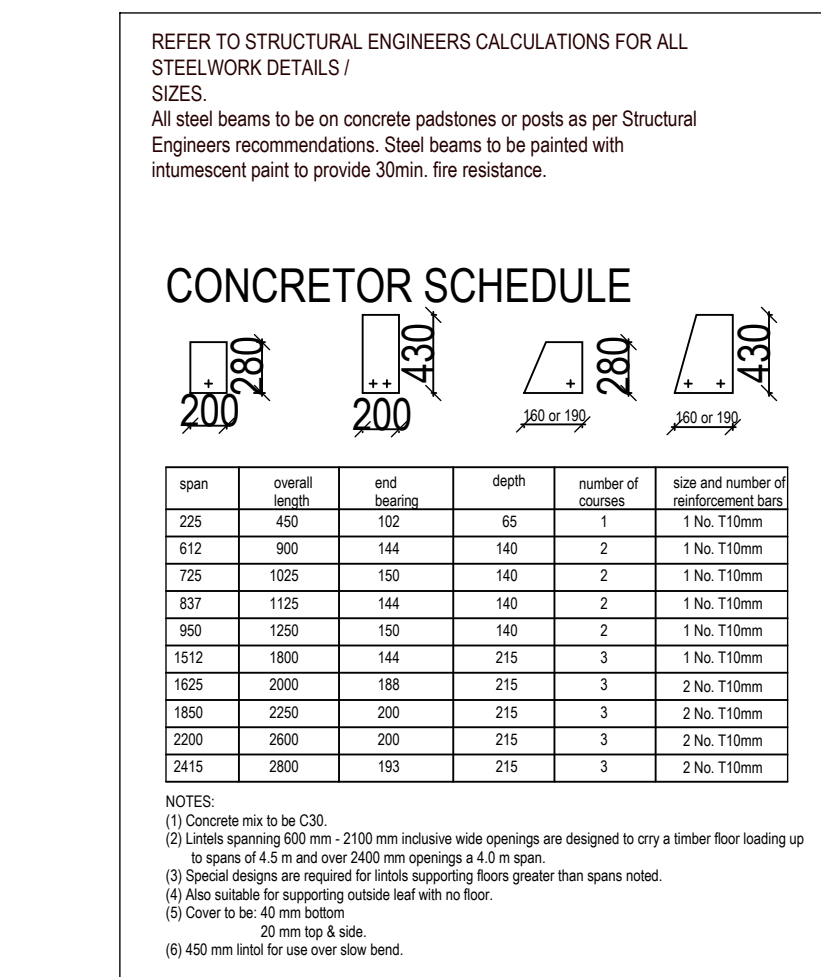 REFER TO STRUCTURAL ENGINEERS CALCULATIONS FOR ALL
STEELWORK DETAILS /
SIZES.
All steel beams to be on concrete padstones or posts as per Structural
Engineers recommendations. Steel beams to be painted with
intumescent paint to provide 30min. fire resistance.
CONCRETOR SCHEDULE
280
200
430
200
280
160 or 190
430
160 or 190
span overall length end bearing depth number of courses size and number of reinforcement bars
225 450 102 65 1 1 No. T10mm
612 900 144 140 2 1 No. T10mm
725 1025 150 140 2 1 No. T10mm
837 1125 144 140 2 1 No. T10mm
950 1250 150 140 2 1 No. T10mm
1512 1800 144 215 3 1 No. T10mm
1625 2000 188 215 3 2 No. T10mm
1850 2250 200 215 3 2 No. T10mm
2200 2600 200 215 3 2 No. T10mm
2415 2800 193 215 3 2 No. T10mm
NOTES:
(1) Concrete mix to be C30.
(2) Lintels spanning 600 mm - 2100 mm inclusive wide openings are designed to crry a timber floor loading up
to spans of 4.5 m and over 2400 mm openings a 4.0 m span.
(3) Special designs are required for lintols supporting floors greater than spans noted.
(4) Also suitable for supporting outside leaf with no floor.
(5) Cover to be: 40 mm bottom
20 mm top & side.
(6) 450 mm lintol for use over slow bend.